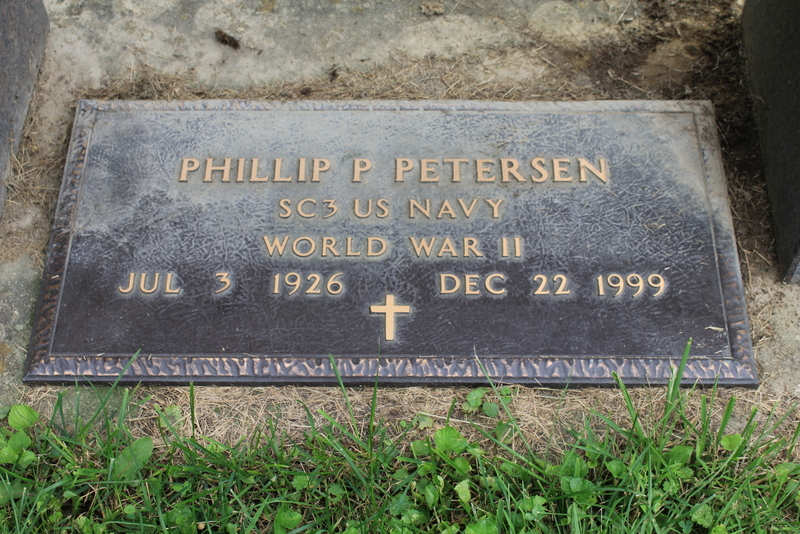 PHILLIP P PETERSEN
SC3 US NAVY
WORLD WAR II
JUL 3 1926 DEC 22 1999